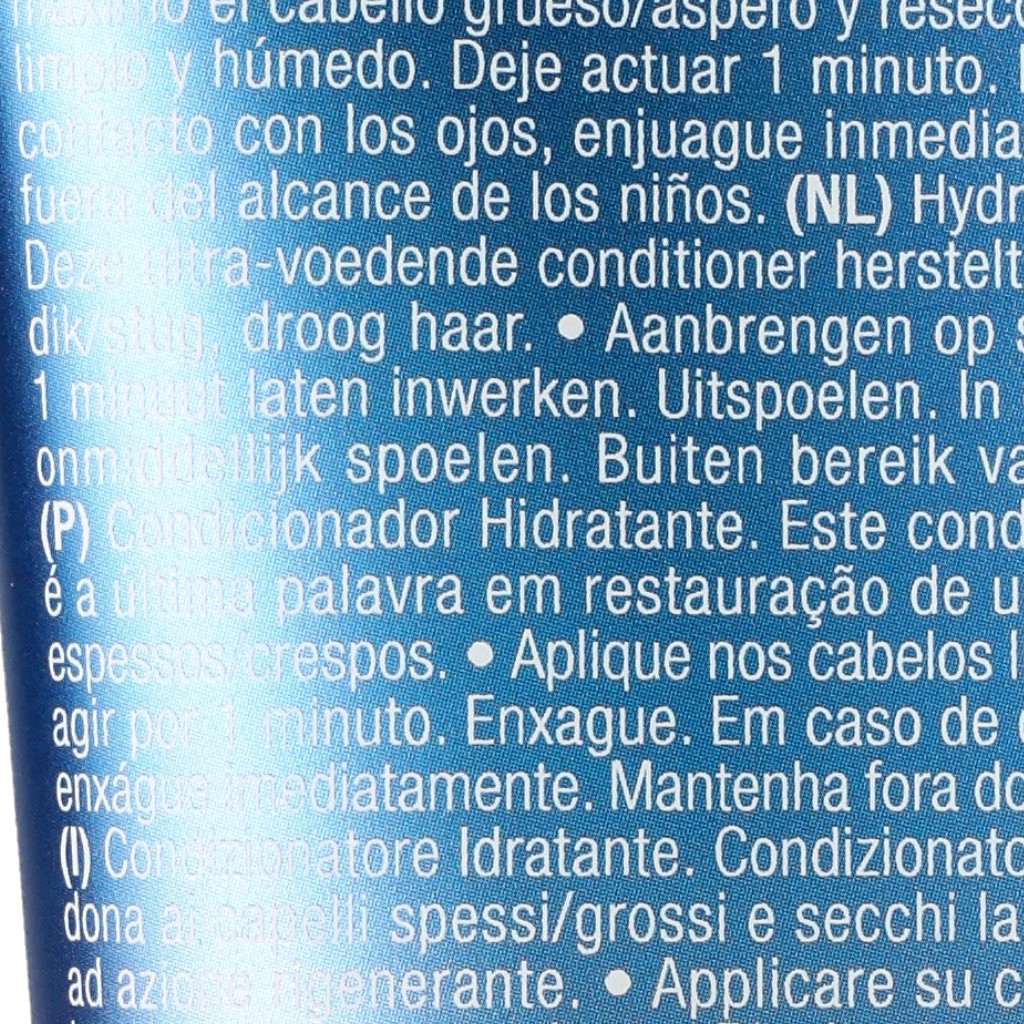 máximo el cabello grueso/áspero y resec
limpio y húmedo. Deje actuar 1 minuto.
contacto con los ojos, enjuague inmedia
fuera del alcance de los niños. (NL) Hydr
Deze ultra-voedende conditioner herstelt
dik/stug, droog haar. • Aanbrengen op s
1 minuut laten inwerken. Uitspoelen. In
onmiddellijk spoelen. Buiten bereik va
(P) Condicionador Hidratante. Este cond
é a última palavra em restauração de u
espessos/crespos. • Aplique nos cabelos l
agir por 1 minuto. Enxague. Em caso de
enxágue imediatamente. Mantenha fora do
(I) Condizionatore Idratante. Condizionato
dona ai capelli spessi/grossi e secchi la
ad azione rigenerante. • Applicare su c